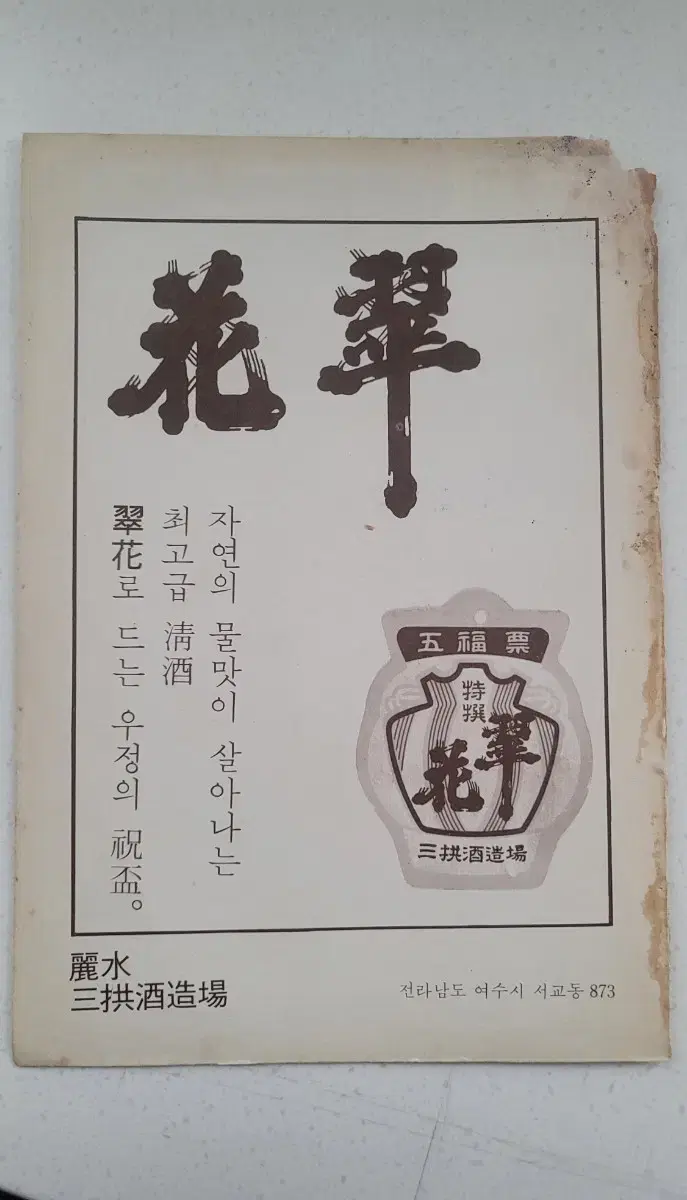 翠花
자연의 물맛이 살아나는
최고급 淸酒
翠花로 드는 우정의 祝盃。
五福票
特撰
翠花
三拱酒造場
麗水
三拱酒造場
전라남도 여수시 서교동 873